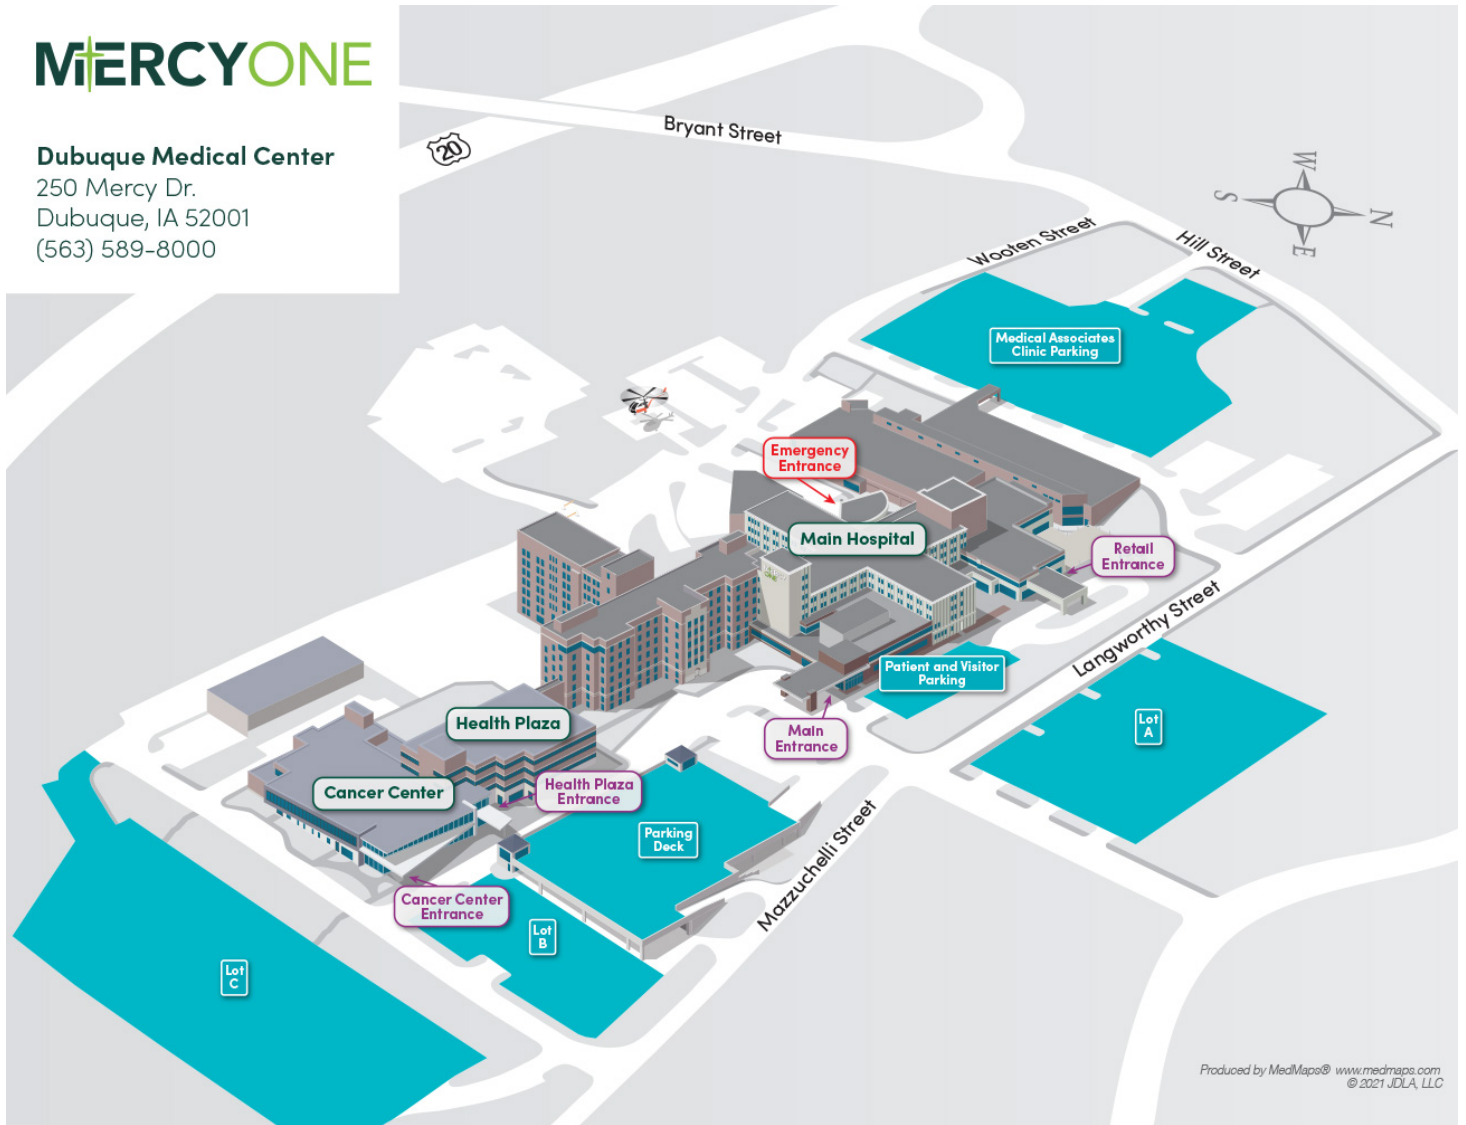 MERCYONE
Dubuque Medical Center
250 Mercy Dr.
Dubuque, IA 52001
(563) 589-8000
20
Bryant Street
W
S
N
E
Wooten Street
Hill Street
Medical Associates
Clinic Parking
Emergency
Entrance
Main Hospital
Retail
Entrance
Langworthy Street
Patient and Visitor
Parking
Main
Entrance
Lot
A
Health Plaza
Cancer Center
Health Plaza
Entrance
Parking
Deck
Mazzuchelli Street
Cancer Center
Entrance
Lot
B
Lot
C
Produced by MedMaps® www.medmaps.com
© 2021 JDLA, LLC